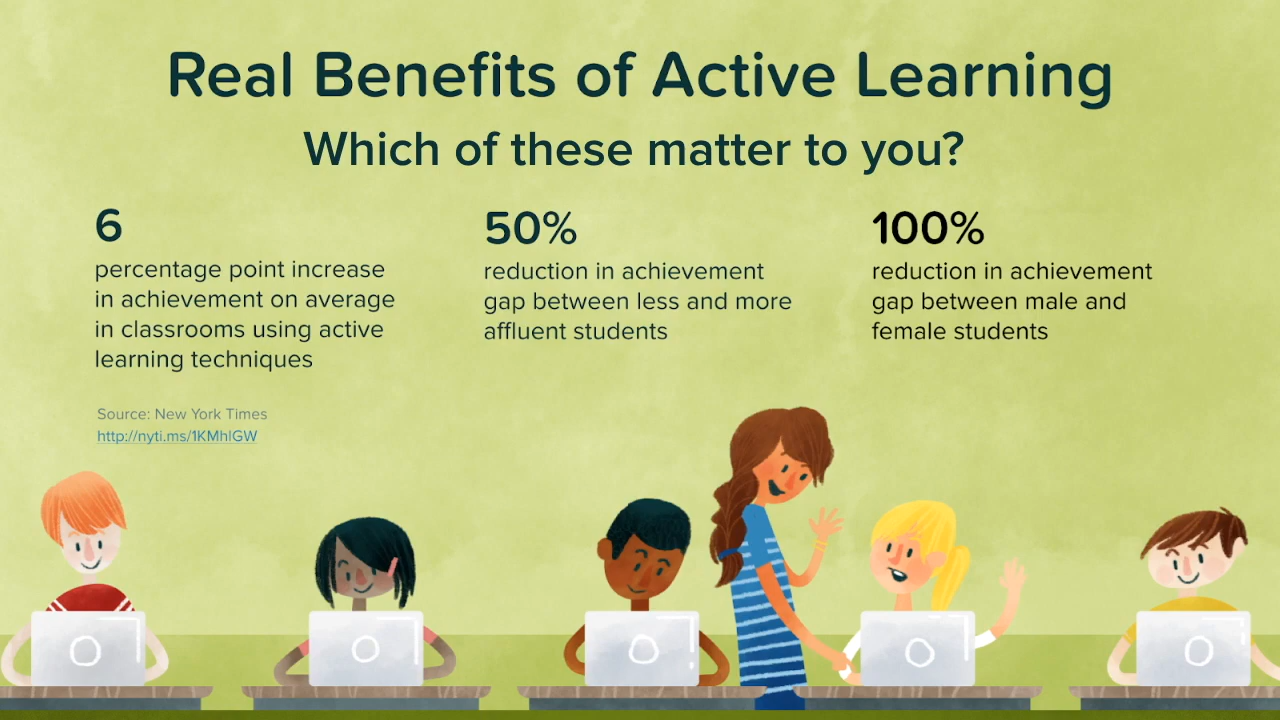 Real Benefits of Active Learning
Which of these matter to you?
6
percentage point increase
in achievement on average
in classrooms using active
learning techniques
50%
reduction in achievement
gap between less and more
affluent students
100%
reduction in achievement
gap between male and
female students
Source: New York Times
http://nyti.ms/1KMhlGW